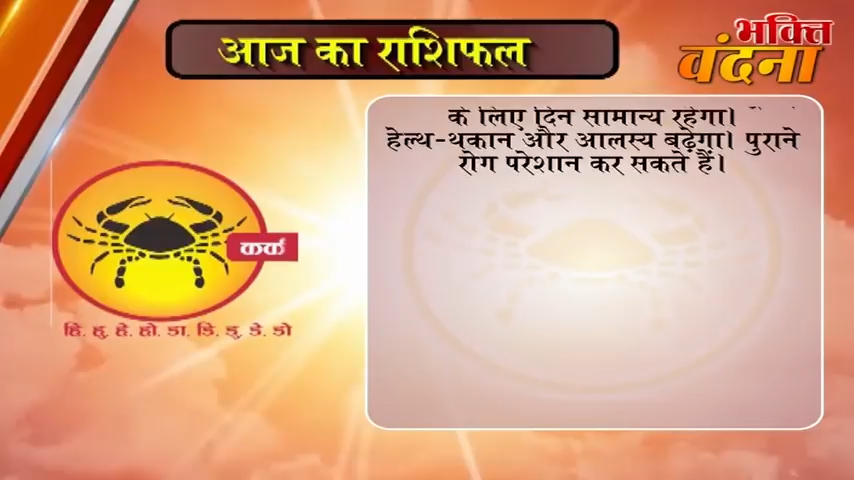 आज का राशिफल
भक्ति
वंदना
के लिए दिन सामान्य रहेगा।
हेल्थ-थकान और आलस्य बढ़ेगा। पुराने
रोग परेशान कर सकते हैं।
कर्क
हि. हु. हे. हो. डा. डि. डु. डे. डो